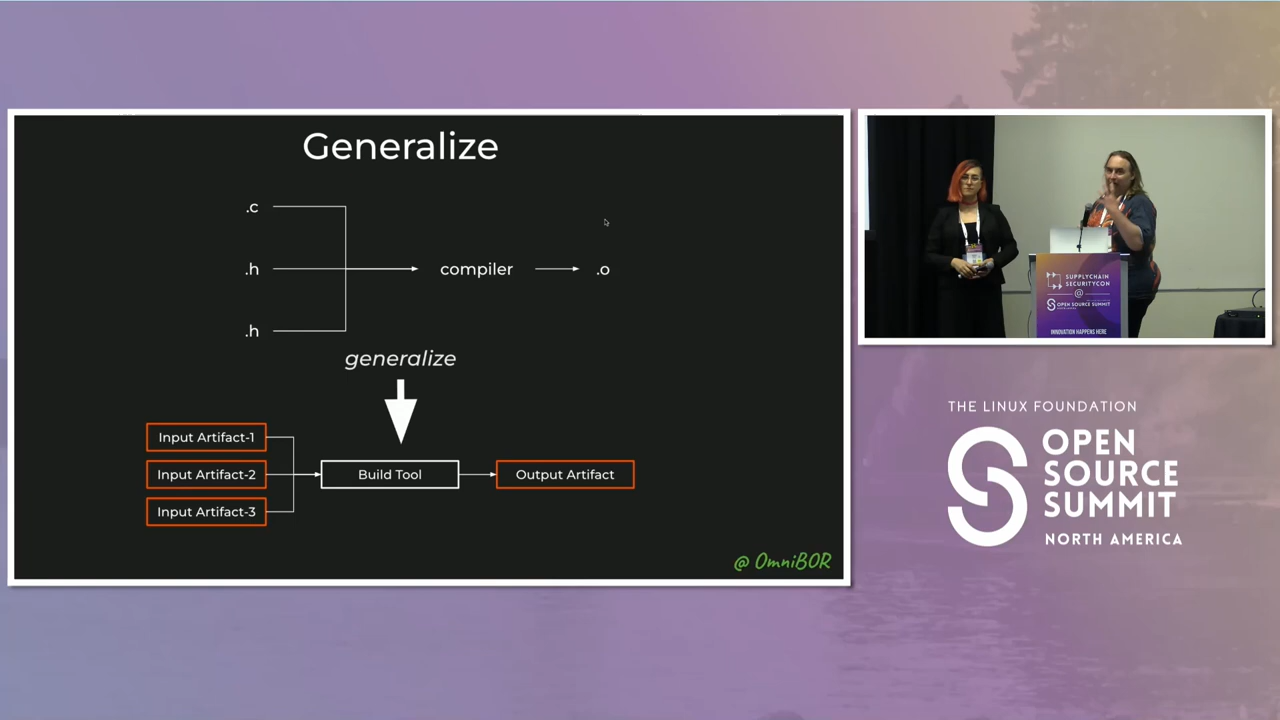 Generalize
.c
.h
compiler
.o
.h
generalize
Input Artifact-1
Input Artifact-2
Build Tool
Output Artifact
Input Artifact-3
@ OmniBOR
SUPPLYCHAIN
SECURITYCON
@
OPEN SOURCE SUMMIT
INNOVATION HAPPENS HERE
THE LINUX FOUNDATION
OPEN
SOURCE
SUMMIT
NORTH AMERICA